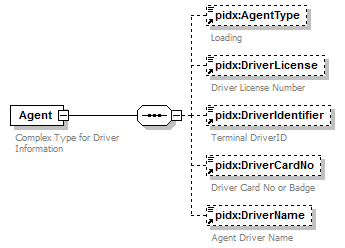 pidx:AgentType
Loading
pidx:DriverLicense
Driver License Number
Agent
Complex Type for Driver
Information
pidx:DriverIdentifier
Terminal DriverID
pidx:DriverCardNo
Driver Card No or Badge
pidx:DriverName
Agent Driver Name